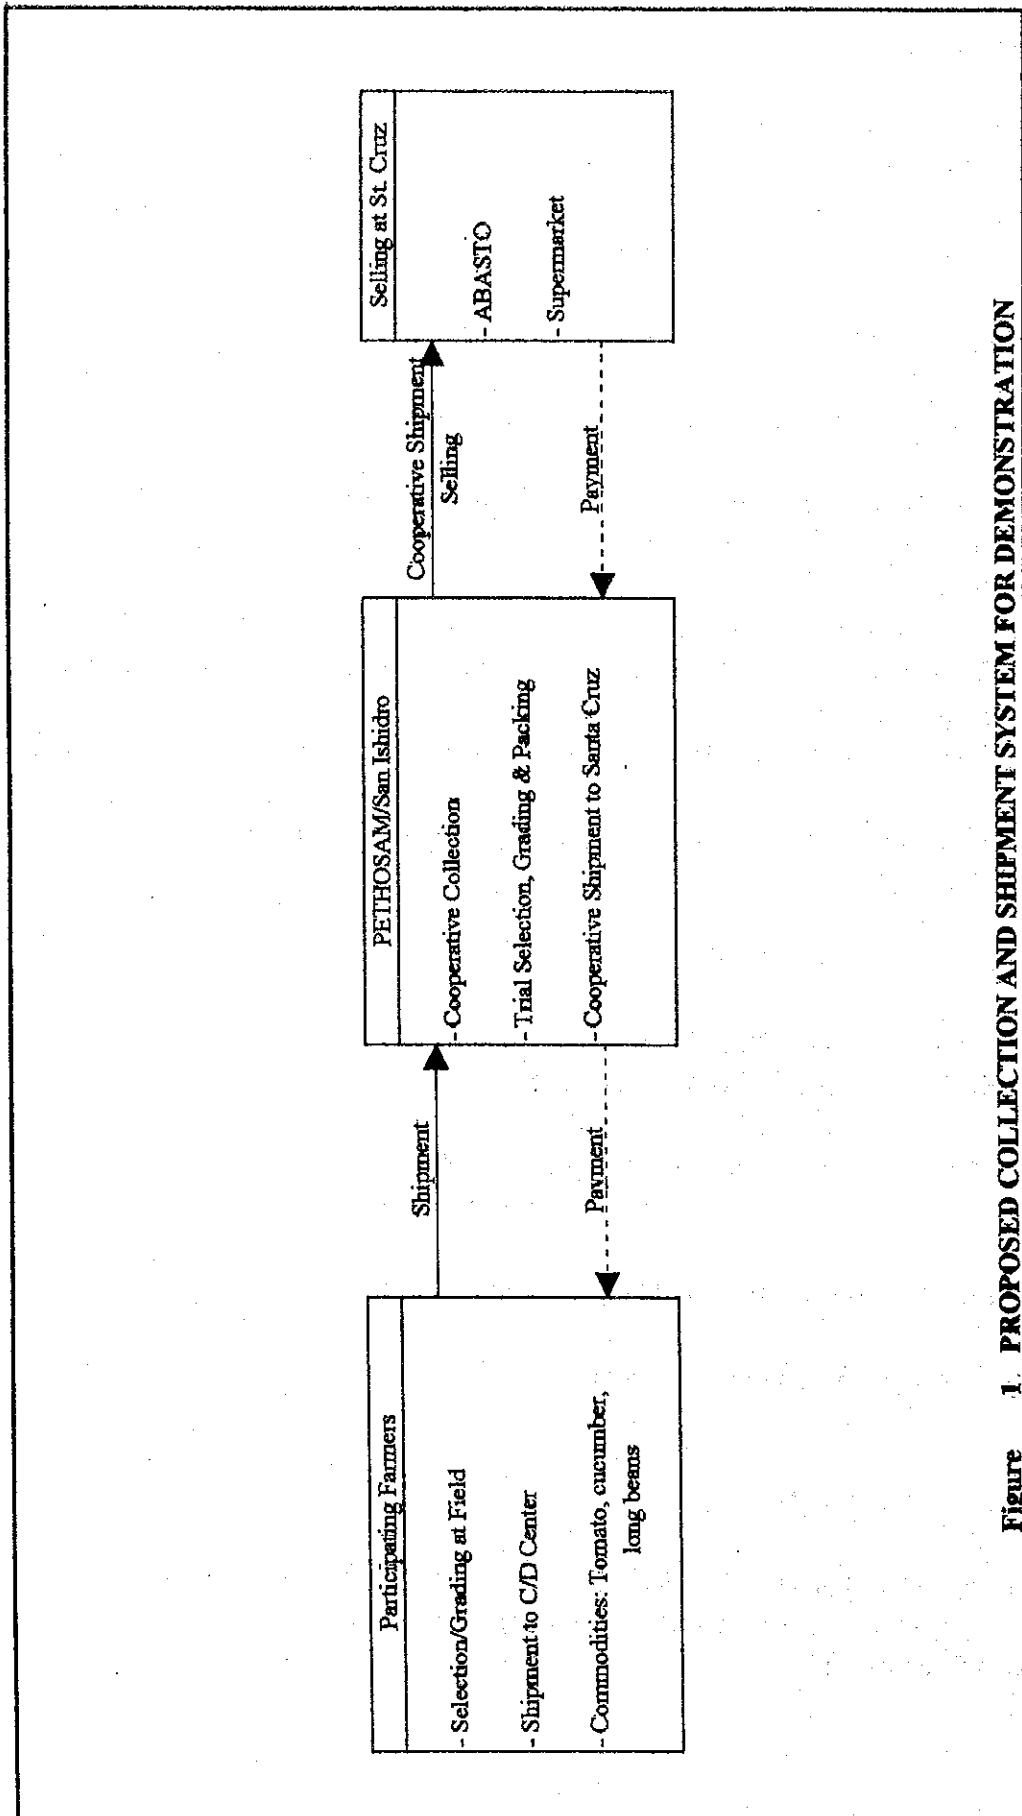 Participating Farmers
- Selection/Grading at Field
- Shipment to C/D Center
- Commodities: Tomato, cucumber,
long beans
Shipment
Payment
PETHOSAM/San Ishidro
- Cooperative Collection
- Trial Selection, Grading & Packing
- Cooperative Shipment to Santa Cruz
Cooperative Shipment
Selling
Payment
Selling at St. Cruz
- ABASTO
- Supermarket
Figure 1. PROPOSED COLLECTION AND SHIPMENT SYSTEM FOR DEMONSTRATION